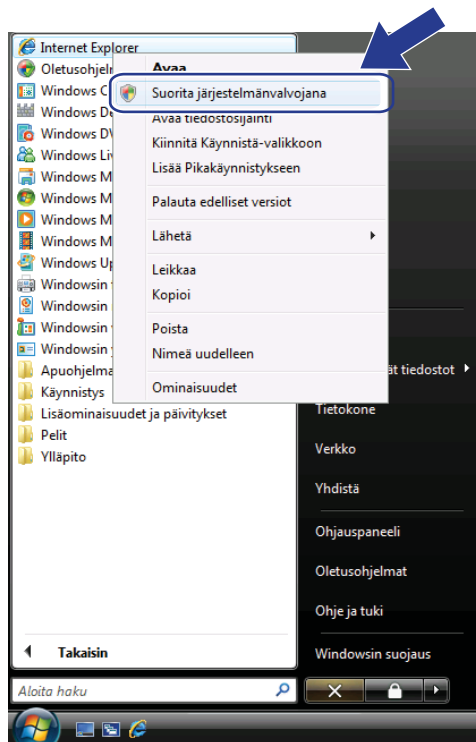 Internet Explorer
Oletusohjelm
Windows C
Windows De
Windows DV
Windows Liv
Windows M
Windows M
Windows M
Windows M
Windows Up
Windowsin
Windowsin
Windowsin
Windowsin
Apuohjelma
Käynnistys
Lisäominaisuudet ja päivitykset
Pelit
Ylläpito
Takaisin
Aloita haku
Avaa
Suorita järjestelmänvalvojana
Avaa tiedostosijainti
Kiinnitä Käynnistä-valikkoon
Lisää Pikakäynnistykseen
Palauta edelliset versiot
Lähetä
Leikkaa
Kopioi
Poista
Nimeä uudelleen
Ominaisuudet
ät tiedostot
Tietokone
Verkko
Yhdistä
Ohjauspaneeli
Oletusohjelmat
Ohje ja tuki
Windowsin suojaus